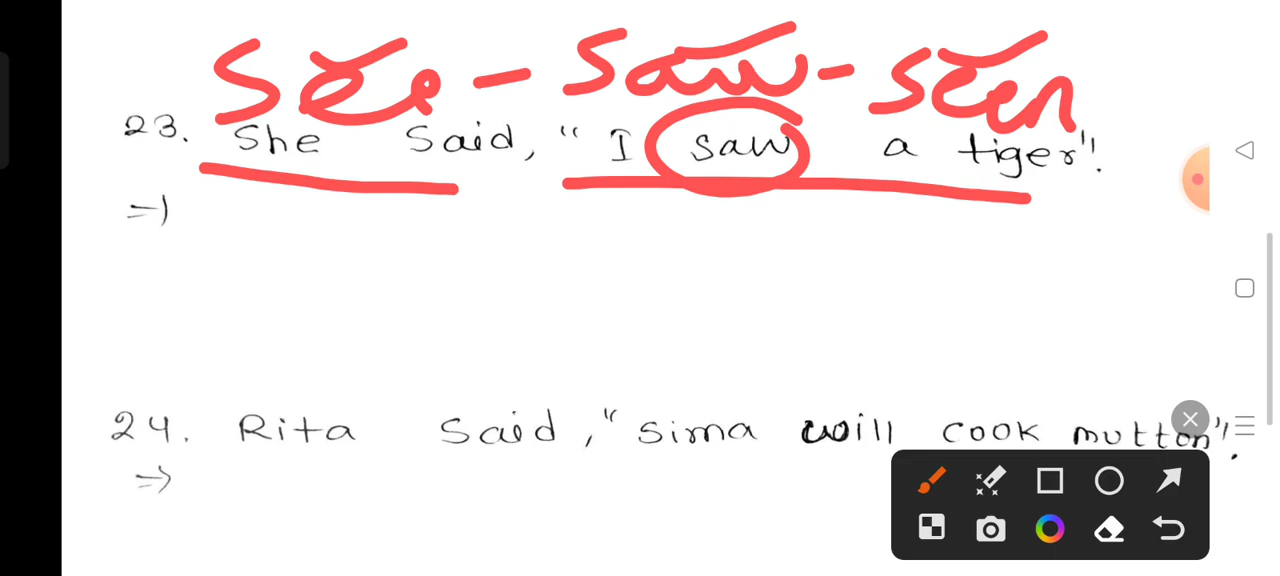 see - saw - seen
23. She said, "I saw a tiger".
=)
24. Rita said, "Sima will cook mutton".
=>